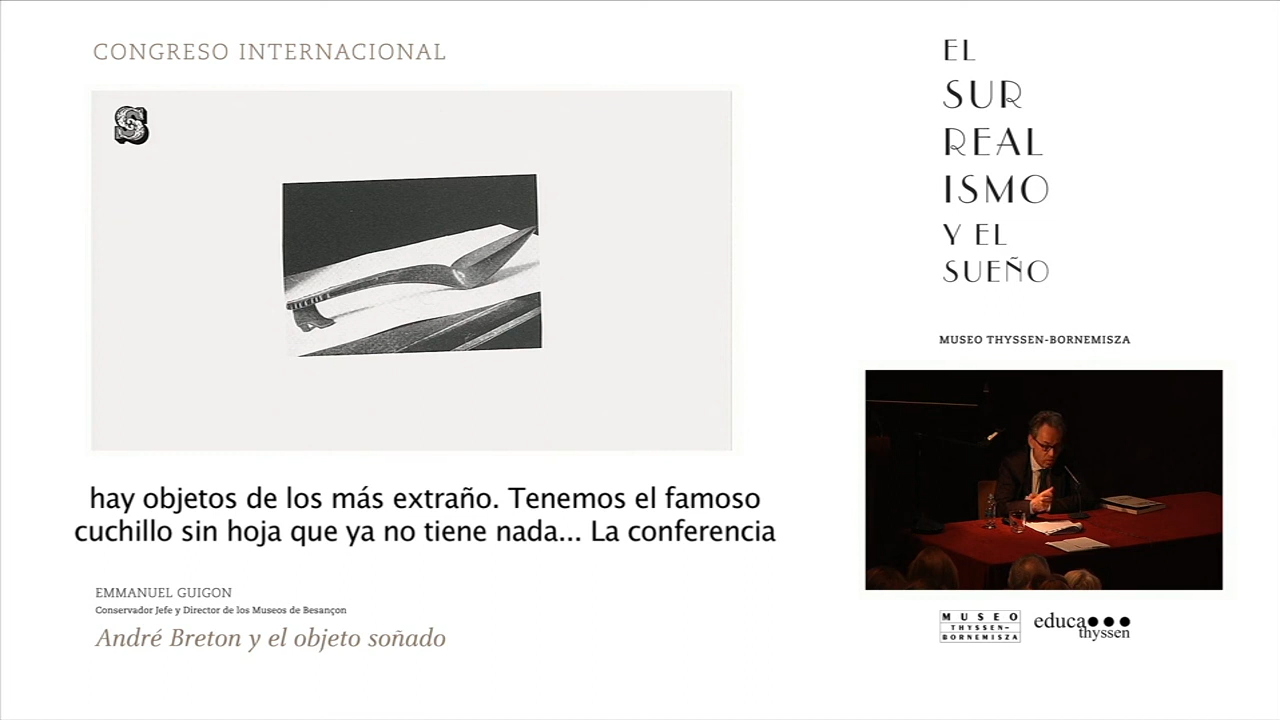 CONGRESO INTERNACIONAL
S
hay objetos de los más extraño. Tenemos el famoso
cuchillo sin hoja que ya no tiene nada... La conferencia
EMMANUEL GUIGON
Conservador Jefe y Director de los Museos de Besançon
André Breton y el objeto soñado
EL
SUR
REAL
ISMO
Y EL
SUEÑO
MUSEO THYSSEN-BORNEMISZA
MUSEO
THYSSEN-
BORNEMISZA
educa
thyssen